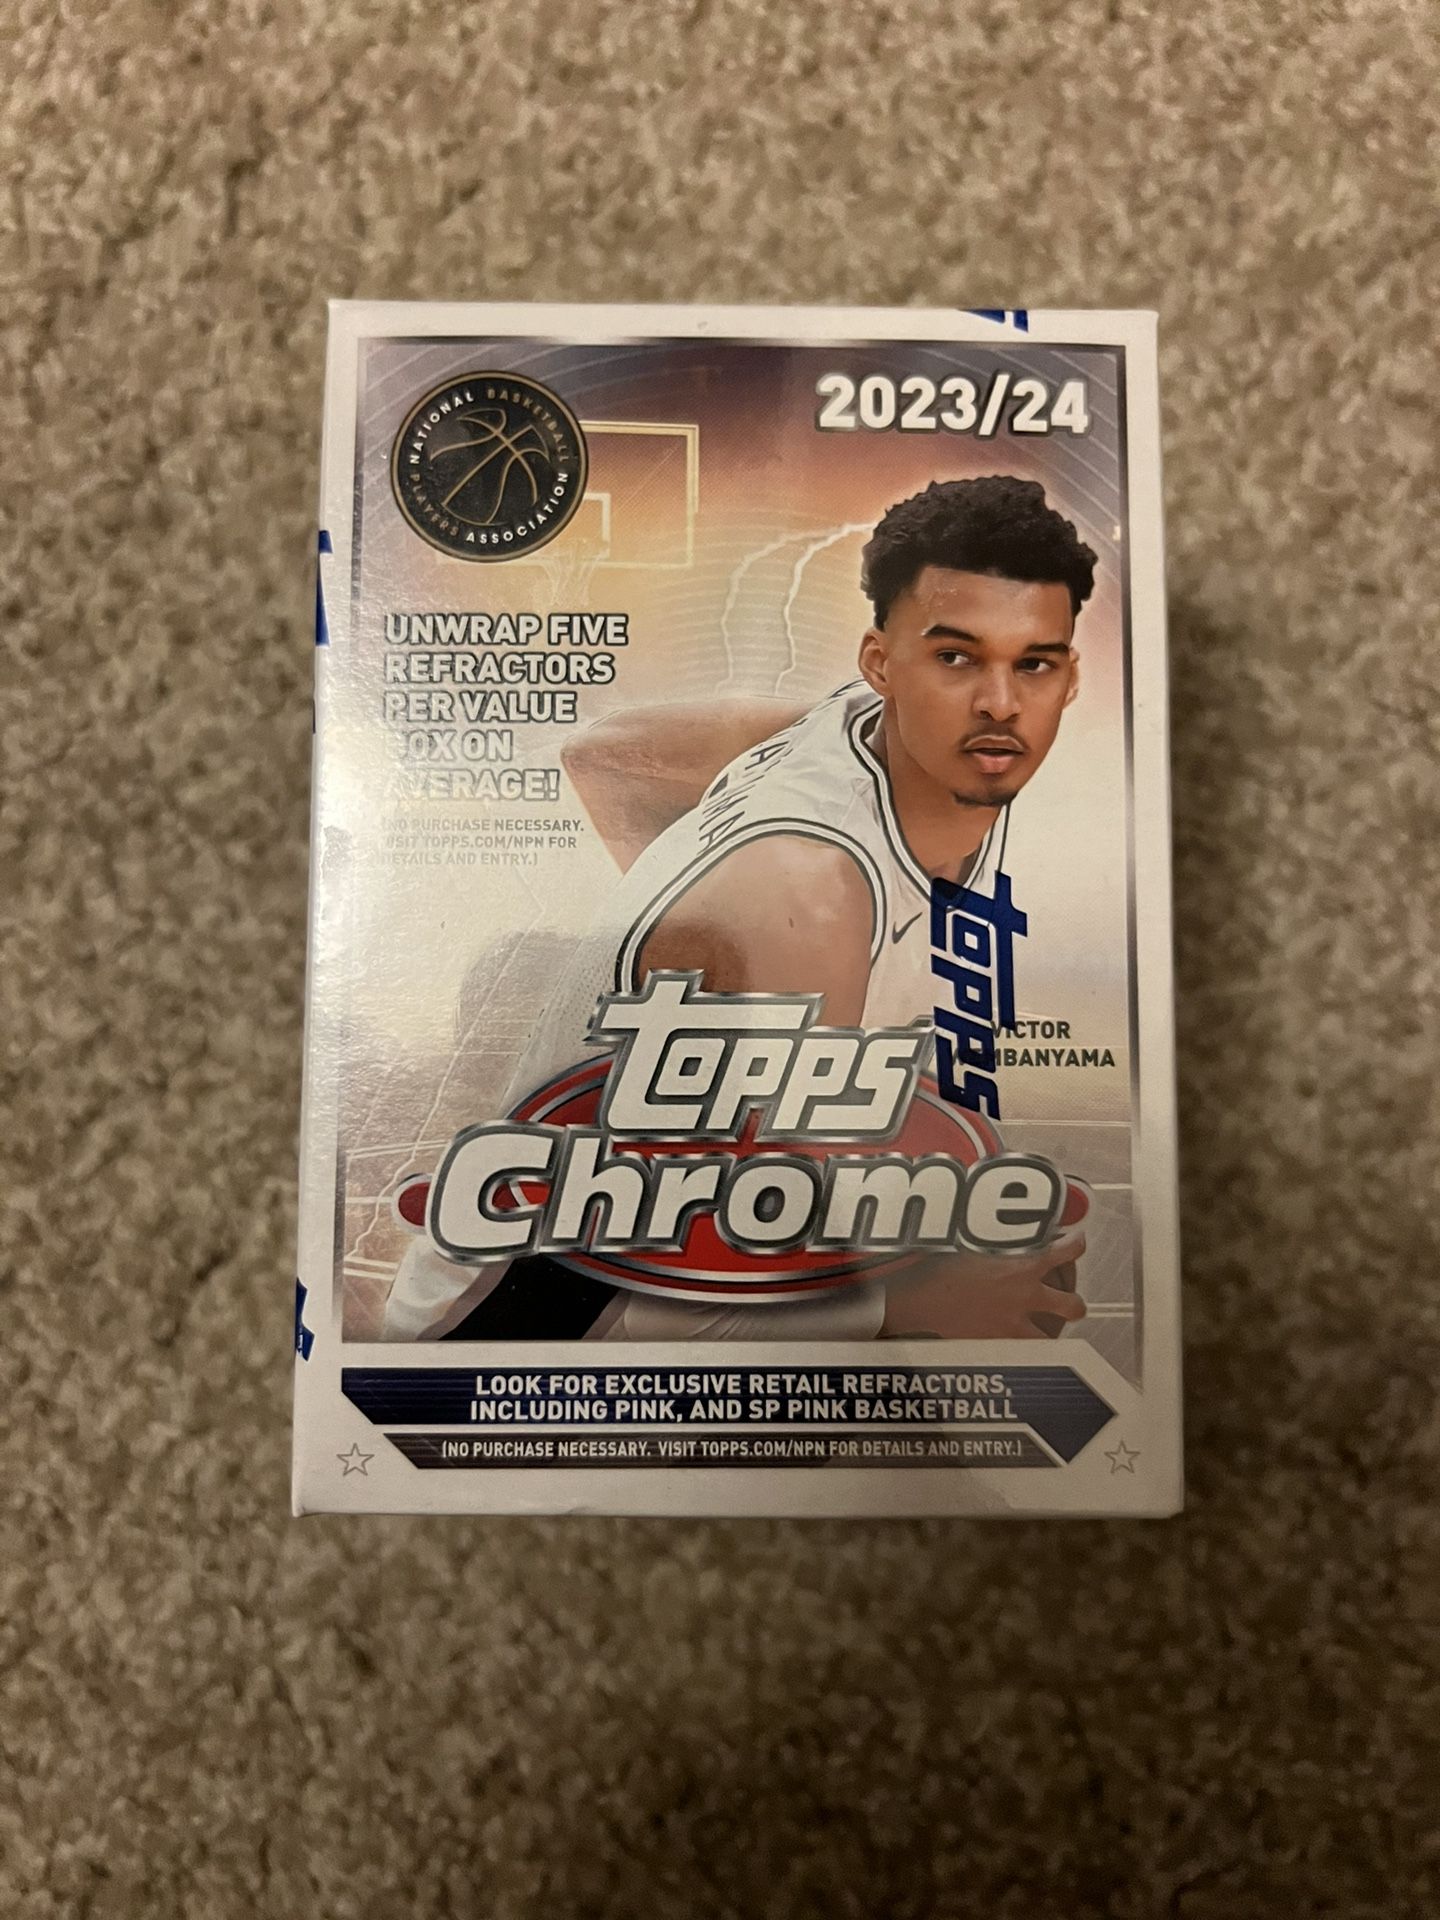 2023/24
NATIONAL BASKETBALL
PLAYERS ASSOCIATION
UNWRAP FIVE
REFRACTORS
PER VALUE
BOX ON
AVERAGE!
(NO PURCHASE NECESSARY.
VISIT TOPPS.COM/NPN FOR
DETAILS AND ENTRY.)
topps
VICTOR
WEMBANYAMA
topps
Chrome
LOOK FOR EXCLUSIVE RETAIL REFRACTORS,
INCLUDING PINK, AND SP PINK BASKETBALL
(NO PURCHASE NECESSARY. VISIT TOPPS.COM/NPN FOR DETAILS AND ENTRY.)